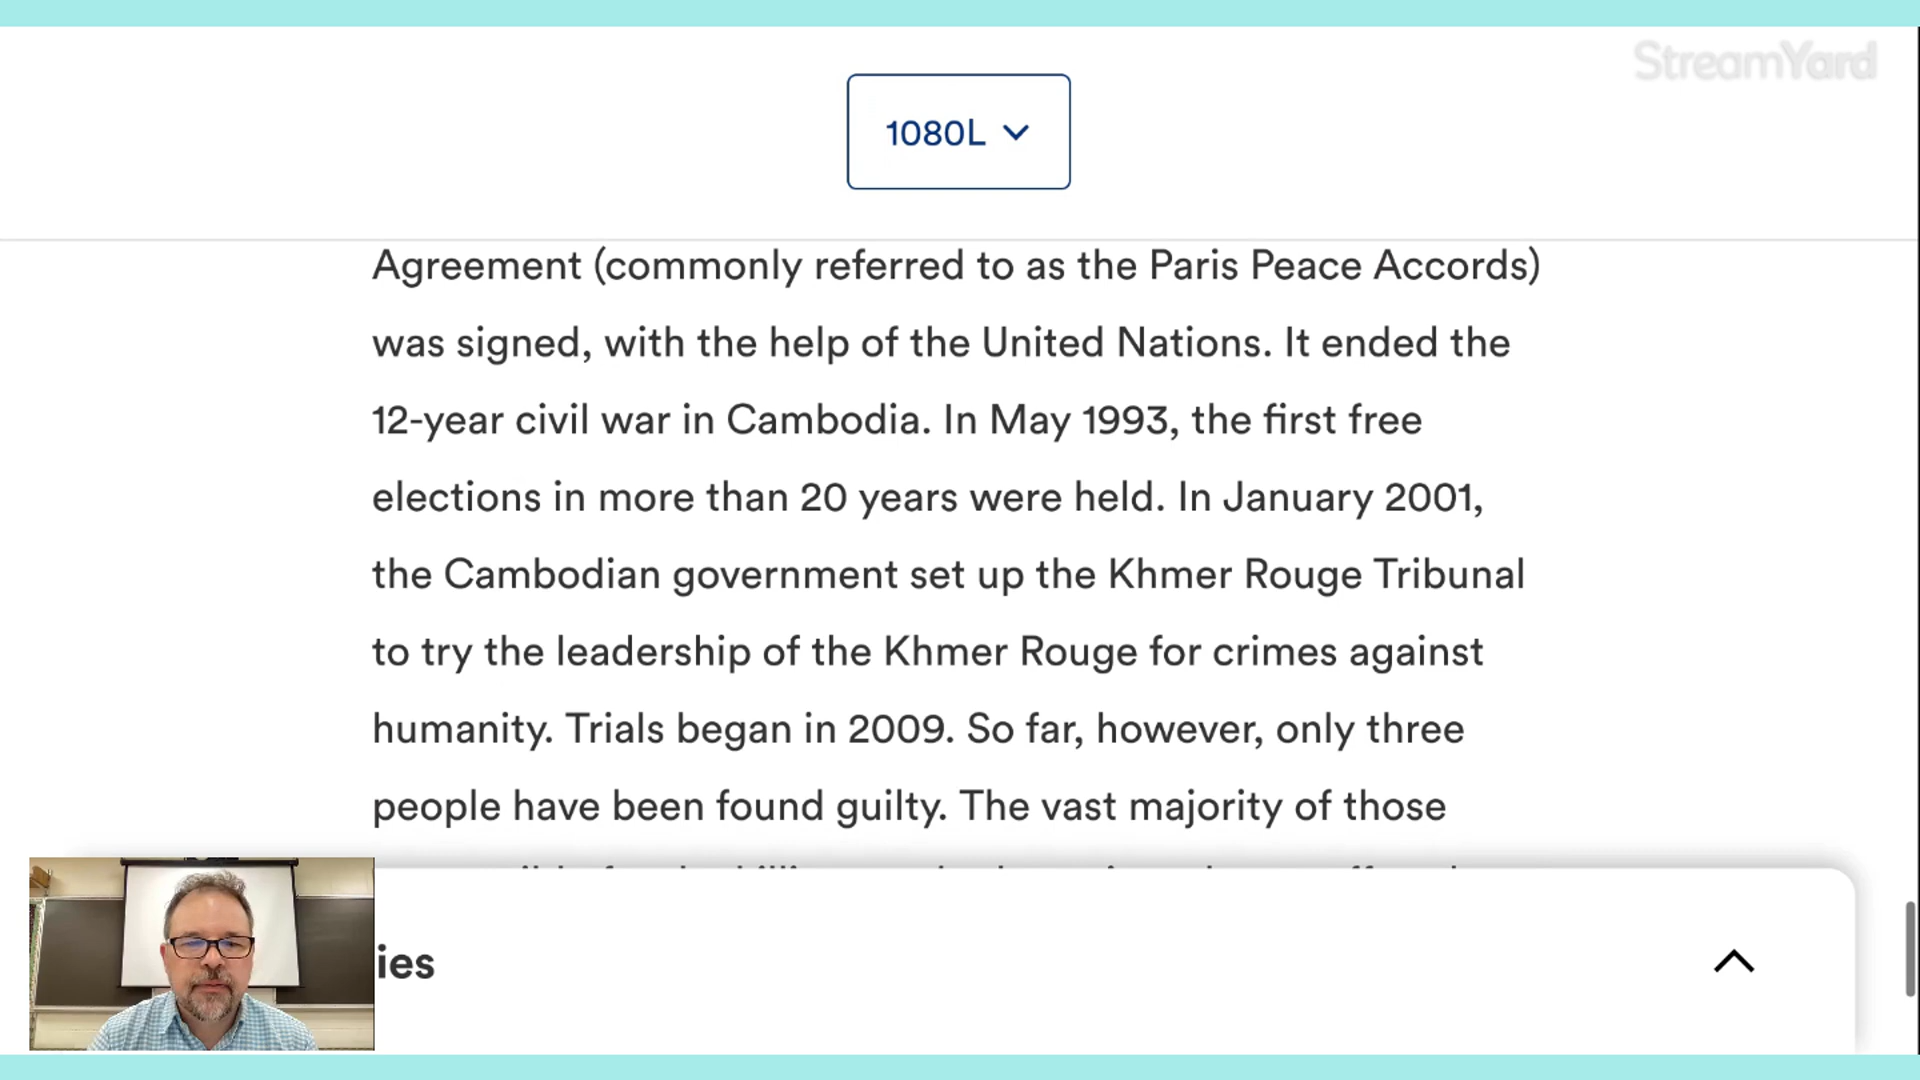 StreamYard
1080L
Agreement (commonly referred to as the Paris Peace Accords)
was signed, with the help of the United Nations. It ended the
12-year civil war in Cambodia. In May 1993, the first free
elections in more than 20 years were held. In January 2001,
the Cambodian government set up the Khmer Rouge Tribunal
to try the leadership of the Khmer Rouge for crimes against
humanity. Trials began in 2009. So far, however, only three
people have been found guilty. The vast majority of those
ies